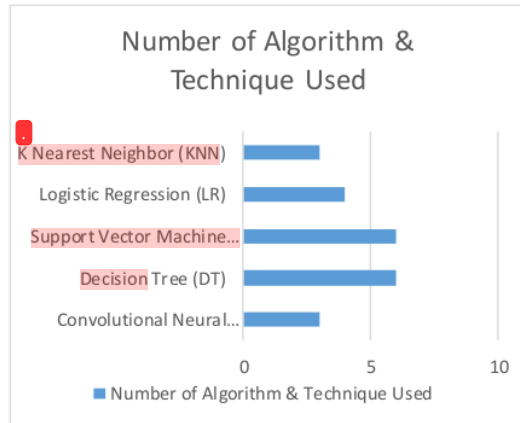 Number of Algorithm &
Technique Used
.
K Nearest Neighbor (KNN)
Logistic Regression (LR)
Support Vector Machine...
Decision Tree (DT)
Convolutional Neural...
0 5 10
Number of Algorithm & Technique Used